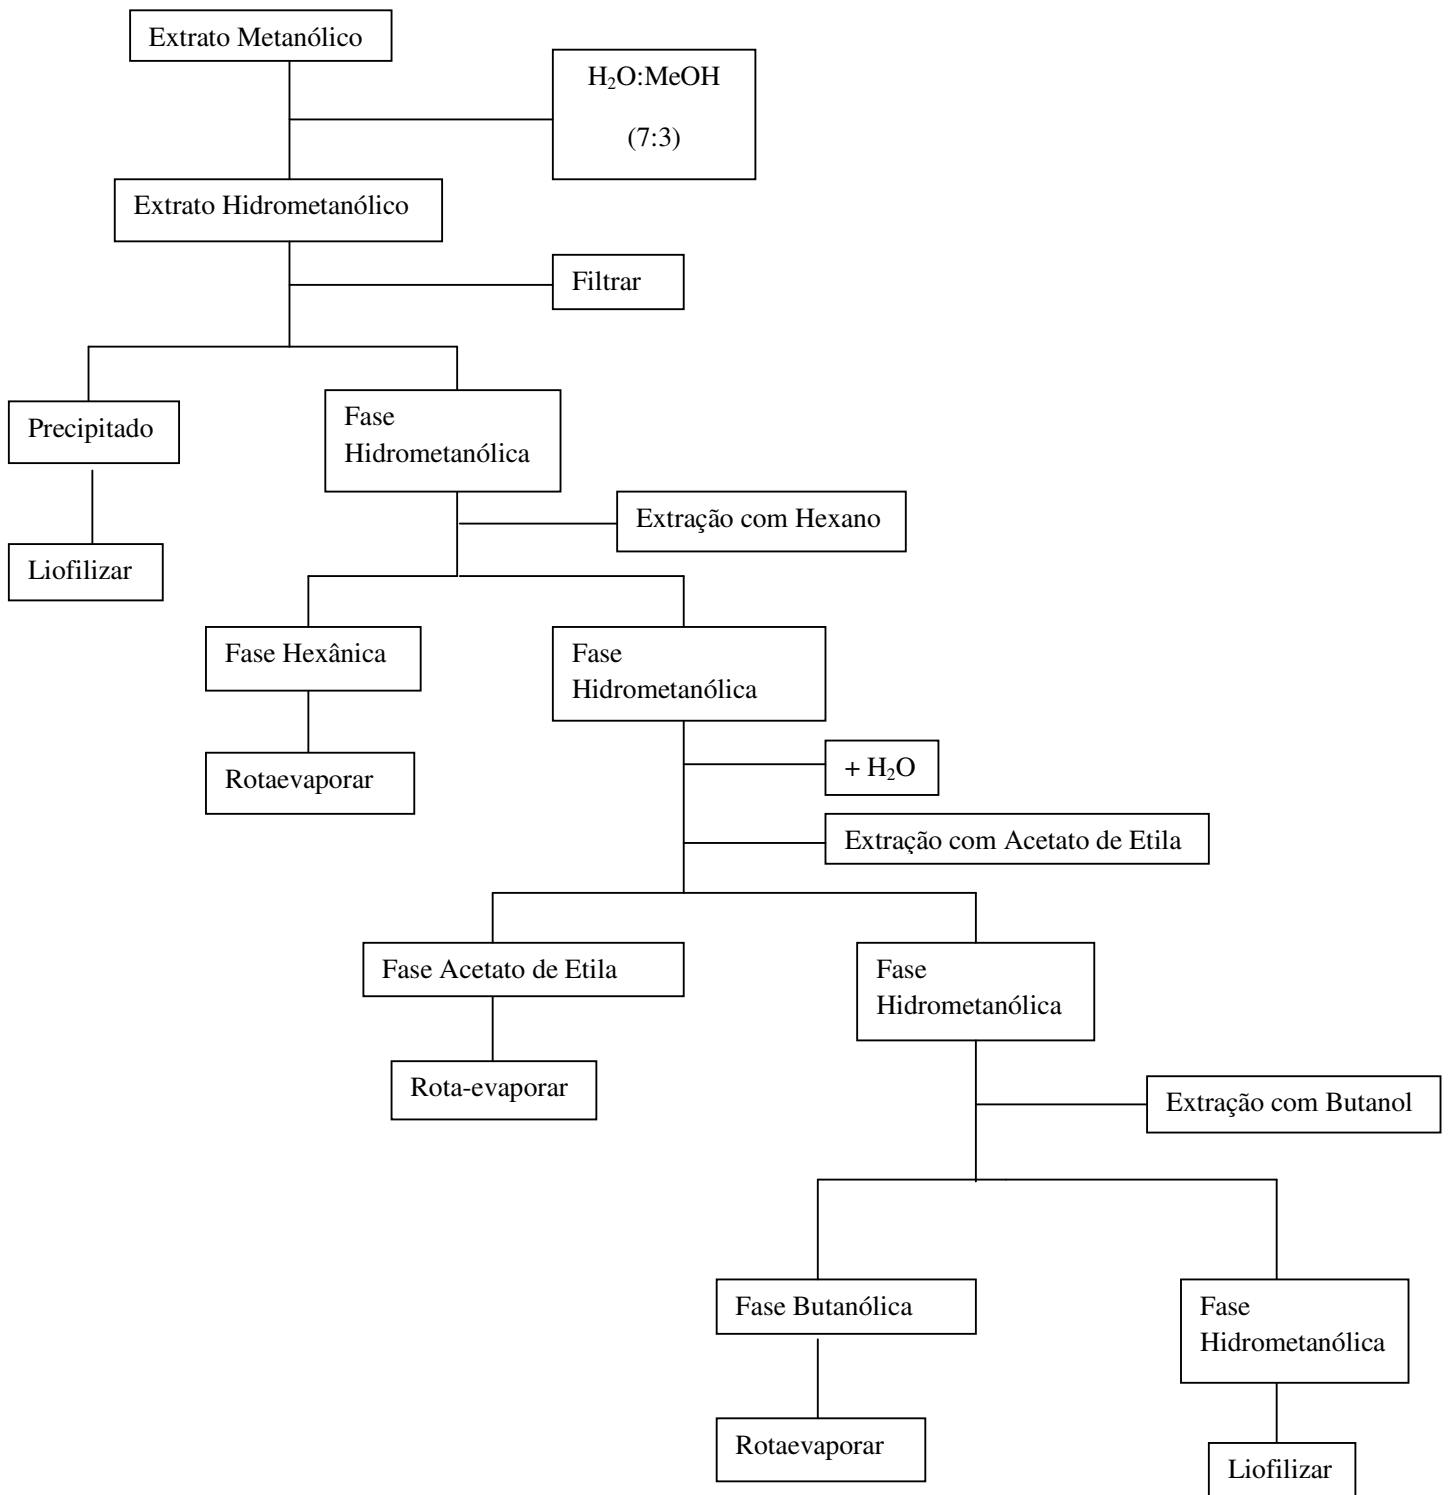 Extrato Metanólico
H₂O:MeOH
(7:3)
Extrato Hidrometanólico
Filtrar
Precipitado
Fase
Hidrometanólica
Extração com Hexano
Liofilizar
Fase Hexânica
Fase
Hidrometanólica
Rotaevaporar
+ H₂O
Extração com Acetato de Etila
Fase Acetato de Etila
Fase
Hidrometanólica
Rota-evaporar
Extração com Butanol
Fase Butanólica
Fase
Hidrometanólica
Rotaevaporar
Liofilizar